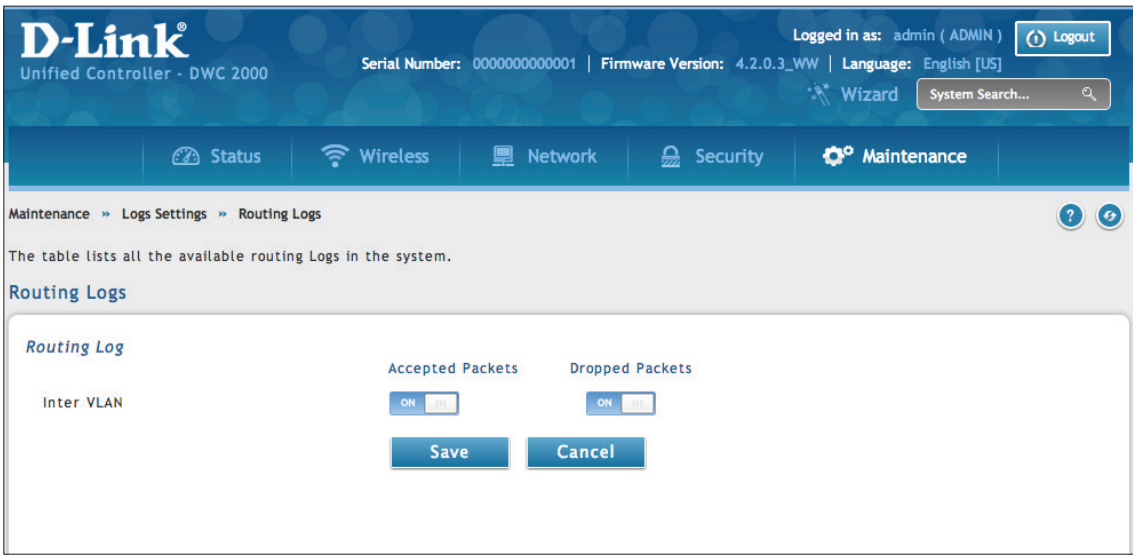 D-Link®
Unified Controller - DWC 2000
Logged in as: admin ( ADMIN ) Logout
Serial Number: 0000000000001 | Firmware Version: 4.2.0.3_WW | Language: English [US]
Wizard System Search...
Status Wireless Network Security Maintenance
Maintenance » Logs Settings » Routing Logs ?
The table lists all the available routing Logs in the system.
Routing Logs
Routing Log
Accepted Packets Dropped Packets
Inter VLAN ON ON
Save Cancel